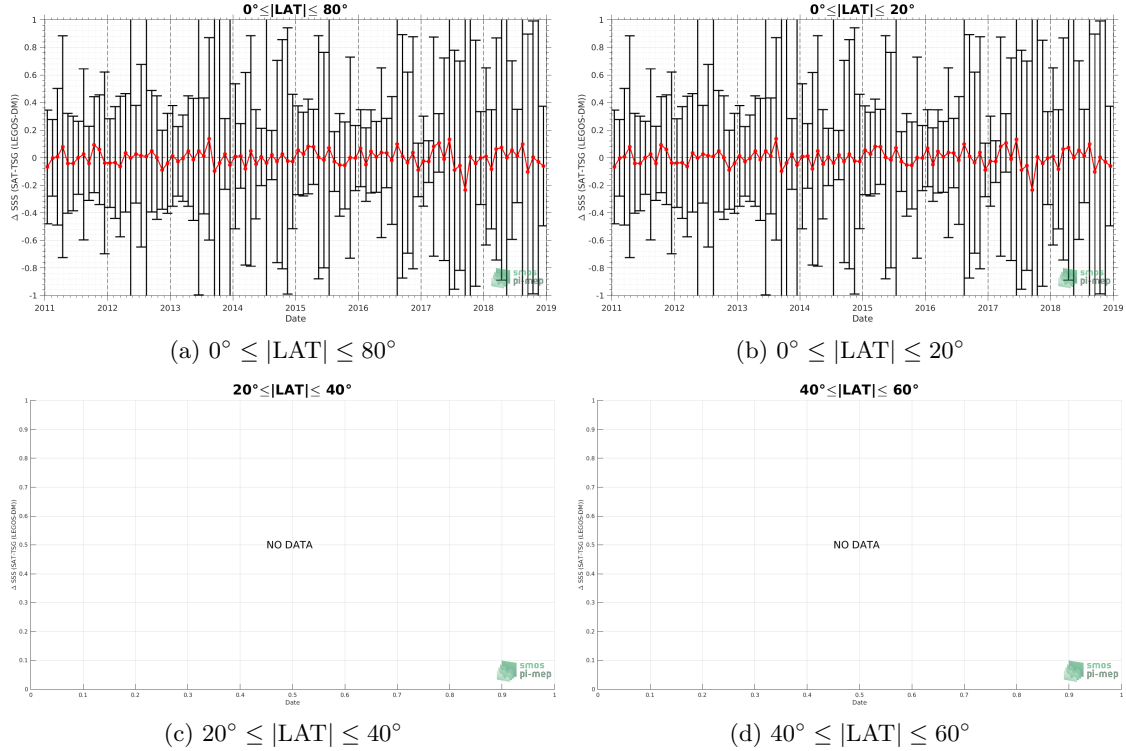 0°≤|LAT|≤ 80°
1
0.8
0.6
0.4
0.2
0
-0.2
-0.4
-0.6
-0.8
-1
Δ SSS (SAT-TSG (LEGOS-DM))
2011 2012 2013 2014 2015 2016 2017 2018 2019
Date
smos
pi-mep
(a) 0° ≤ |LAT| ≤ 80°
0°≤|LAT|≤ 20°
1
0.8
0.6
0.4
0.2
0
-0.2
-0.4
-0.6
-0.8
-1
Δ SSS (SAT-TSG (LEGOS-DM))
2011 2012 2013 2014 2015 2016 2017 2018 2019
Date
smos
pi-mep
(b) 0° ≤ |LAT| ≤ 20°
20°≤|LAT|≤ 40°
1
0.9
0.8
0.7
0.6
0.5
0.4
0.3
0.2
0.1
0
Δ SSS (SAT-TSG (LEGOS-DM))
NO DATA
0 0.1 0.2 0.3 0.4 0.5 0.6 0.7 0.8 0.9 1
Date
smos
pi-mep
(c) 20° ≤ |LAT| ≤ 40°
40°≤|LAT|≤ 60°
1
0.9
0.8
0.7
0.6
0.5
0.4
0.3
0.2
0.1
0
Δ SSS (SAT-TSG (LEGOS-DM))
NO DATA
0 0.1 0.2 0.3 0.4 0.5 0.6 0.7 0.8 0.9 1
Date
smos
pi-mep
(d) 40° ≤ |LAT| ≤ 60°